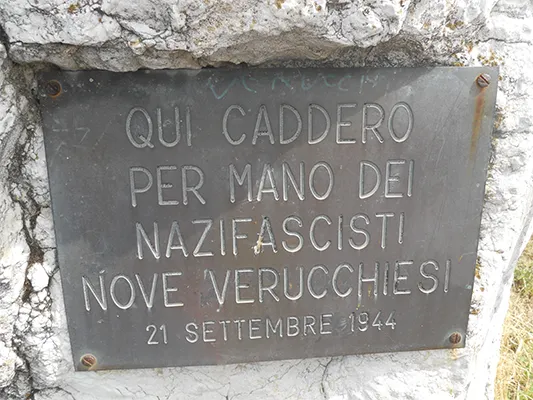 QUI CADDERO
PER MANO DEI
NAZIFASCISTI
NOVE VERUCCHIESI
21 SETTEMBRE 1944